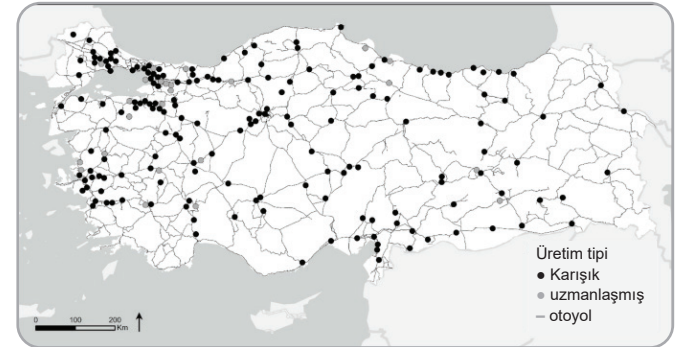 Üretim tipi
Karışık
uzmanlaşmış
otoyol
0 100 200
Km